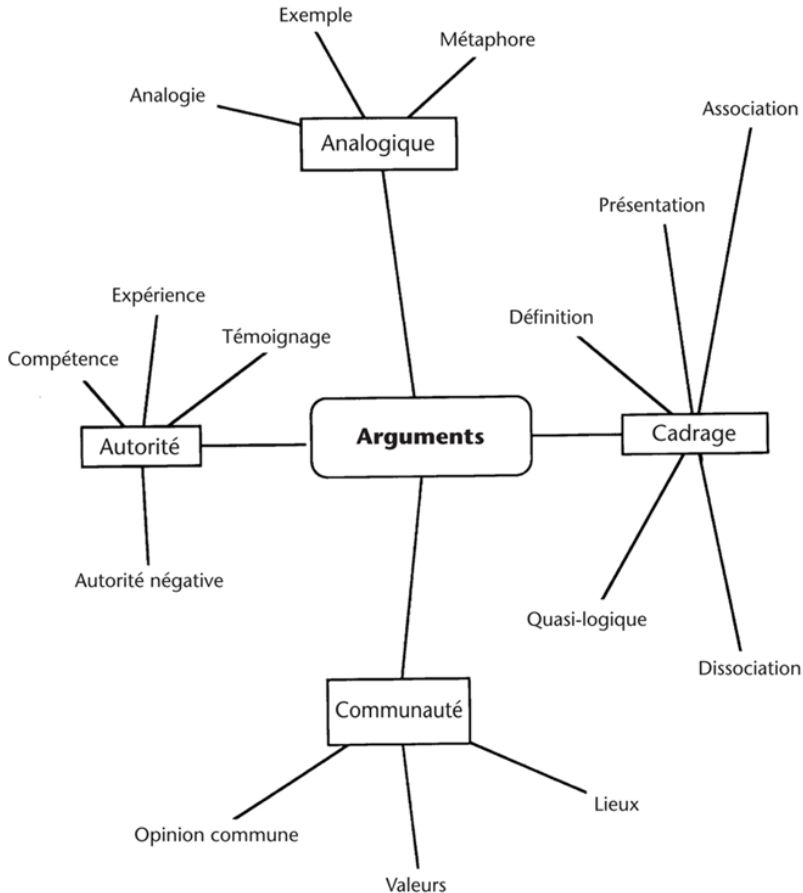 Exemple
Métaphore
Analogie
Association
Analogique
Présentation
Expérience
Définition
Témoignage
Compétence
Arguments
Cadrage
Autorité
Autorité négative
Quasi-logique
Dissociation
Communauté
Lieux
Opinion commune
Valeurs